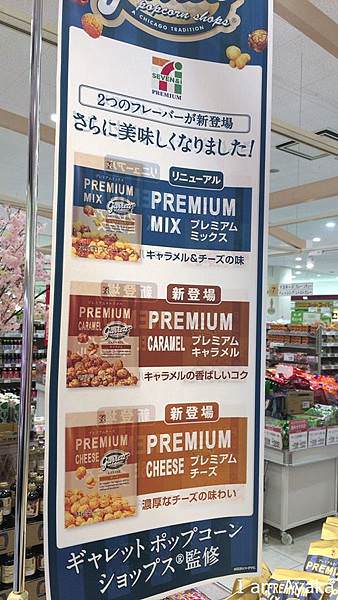 Garrett
popcorn shops
A CHICAGO TRADITION
SEVEN&i
PREMIUM
2つのフレーバーが新登場
さらに美味しくなりました!
リニューアル
PREMIUM
MIX
Garrett
PREMIUM
MIX プレミアム
ミックス
キャラメル&チーズの味
新登場
PREMIUM
CARAMEL
Garrett
PREMIUM
CARAMEL プレミアム
キャラメル
キャラメルの香ばしいコク
新登場
PREMIUM
CHEESE
Garrett
PREMIUM
CHEESE プレミアム
チーズ
濃厚なチーズの味わい
ギャレット ポップコーン
ショップス®監修
I am Ayaka